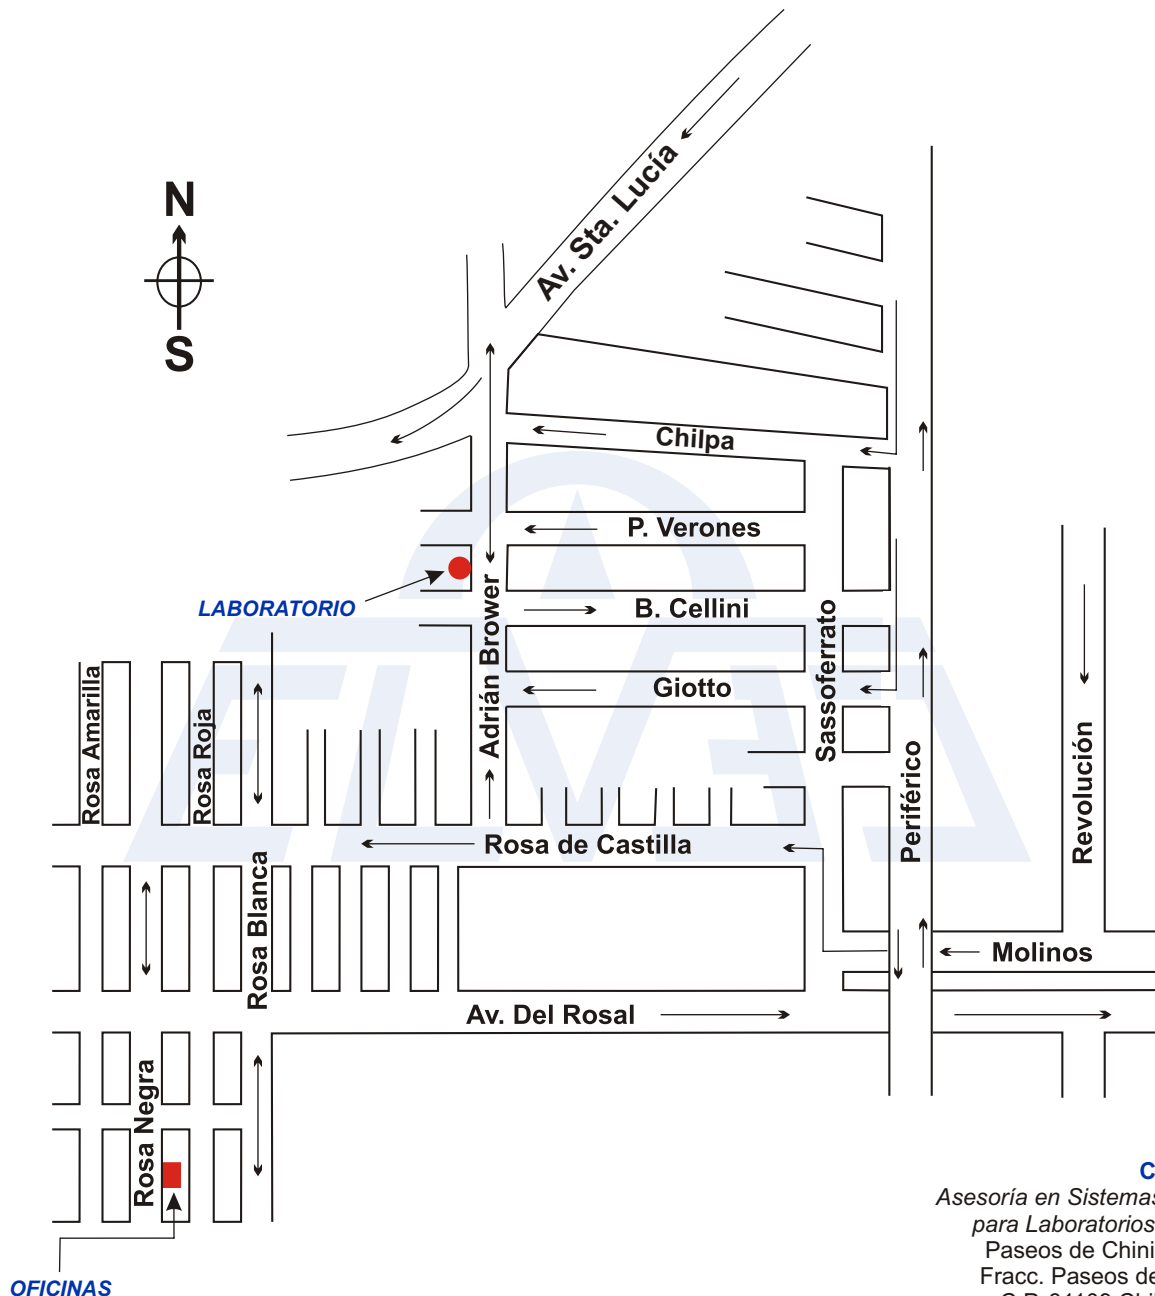 N
S
Av. Sta. Lucía
Chilpa
P. Verones
LABORATORIO
B. Cellini
Adrián Brower
Sassoferrato
Giotto
Rosa Amarilla
Rosa Roja
Periférico
Revolución
Rosa de Castilla
Rosa Blanca
Molinos
Av. Del Rosal
Rosa Negra
OFICINAS
ELVEC
C
Asesoría en Sistemas
para Laboratorios
Paseos de Chini
Fracc. Paseos de